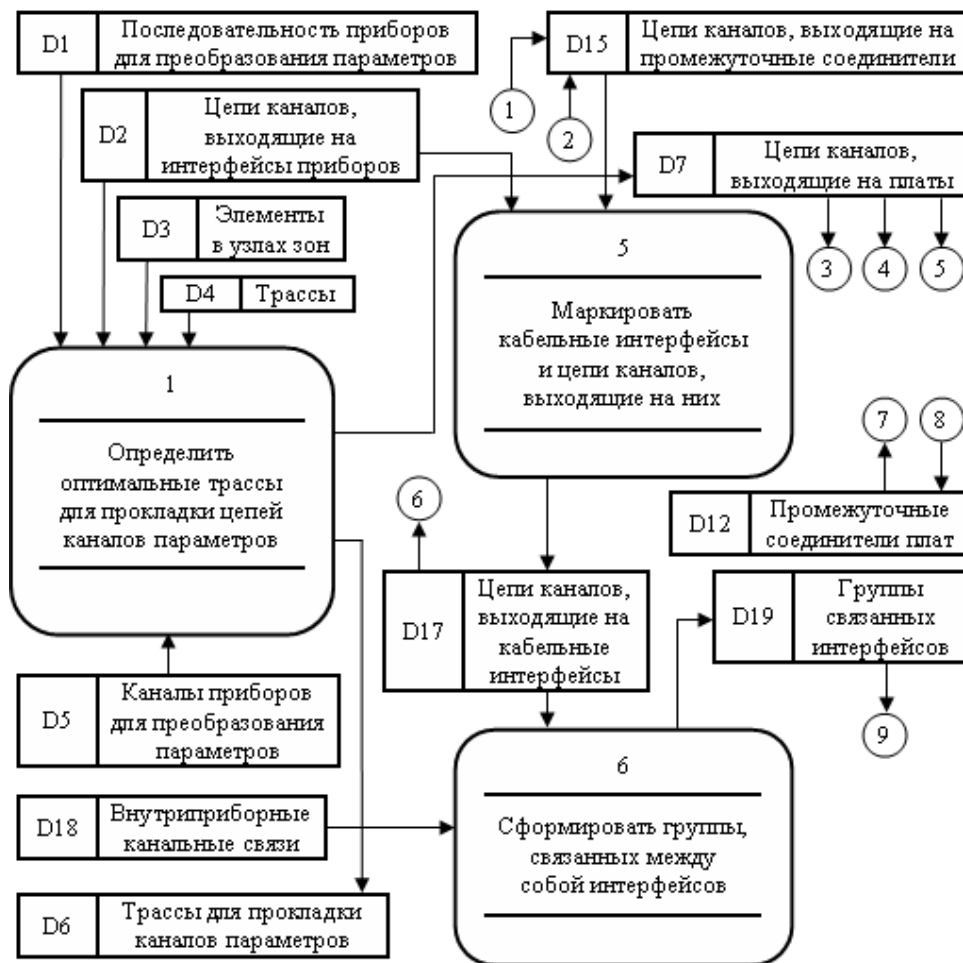 D1
Последовательность приборов
для преобразования параметров
D15
Цепи каналов, выходящие на
промежуточные соединители
1
2
D2
Цепи каналов,
выходящие на
интерфейсы приборов
D7
Цепи каналов,
выходящие на платы
D3
Элементы
в узлах зон
3
4
5
D4
Трассы
5
Маркировать
кабельные интерфейсы
и цепи каналов,
выходящие на них
1
Определить
оптимальные трассы
для прокладки цепей
каналов параметров
7
8
6
D12
Промежуточные
соединители плат
D17
Цепи каналов,
выходящие на
кабельные
интерфейсы
D19
Группы
связанных
интерфейсов
D5
Каналы приборов
для преобразования
параметров
9
6
Сформировать группы,
связанных между
собой интерфейсов
D18
Внутриприборные
канальные связи
D6
Трассы для прокладки
каналов параметров